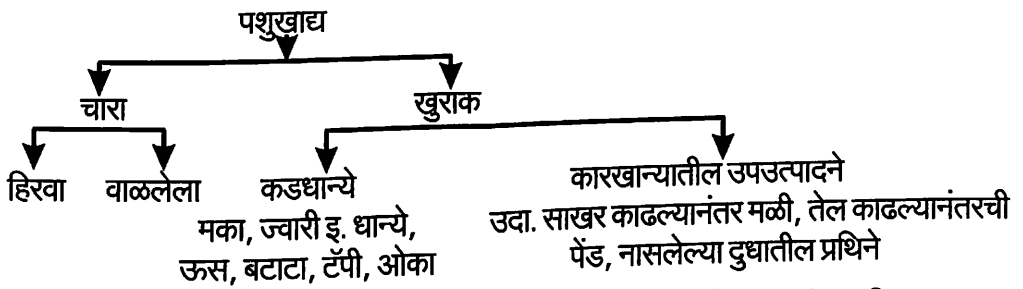 पशुखाद्य
चारा खुराक
हिरवा वाळलेला कडधान्ये कारखान्यातील उपउत्पादने
मका, ज्वारी इ. धान्ये, उदा. साखर काढल्यानंतर मळी, तेल काढल्यानंतरची
ऊस, बटाटा, टॅपी, ओका पेंड, नासलेल्या दुधातील प्रथिने